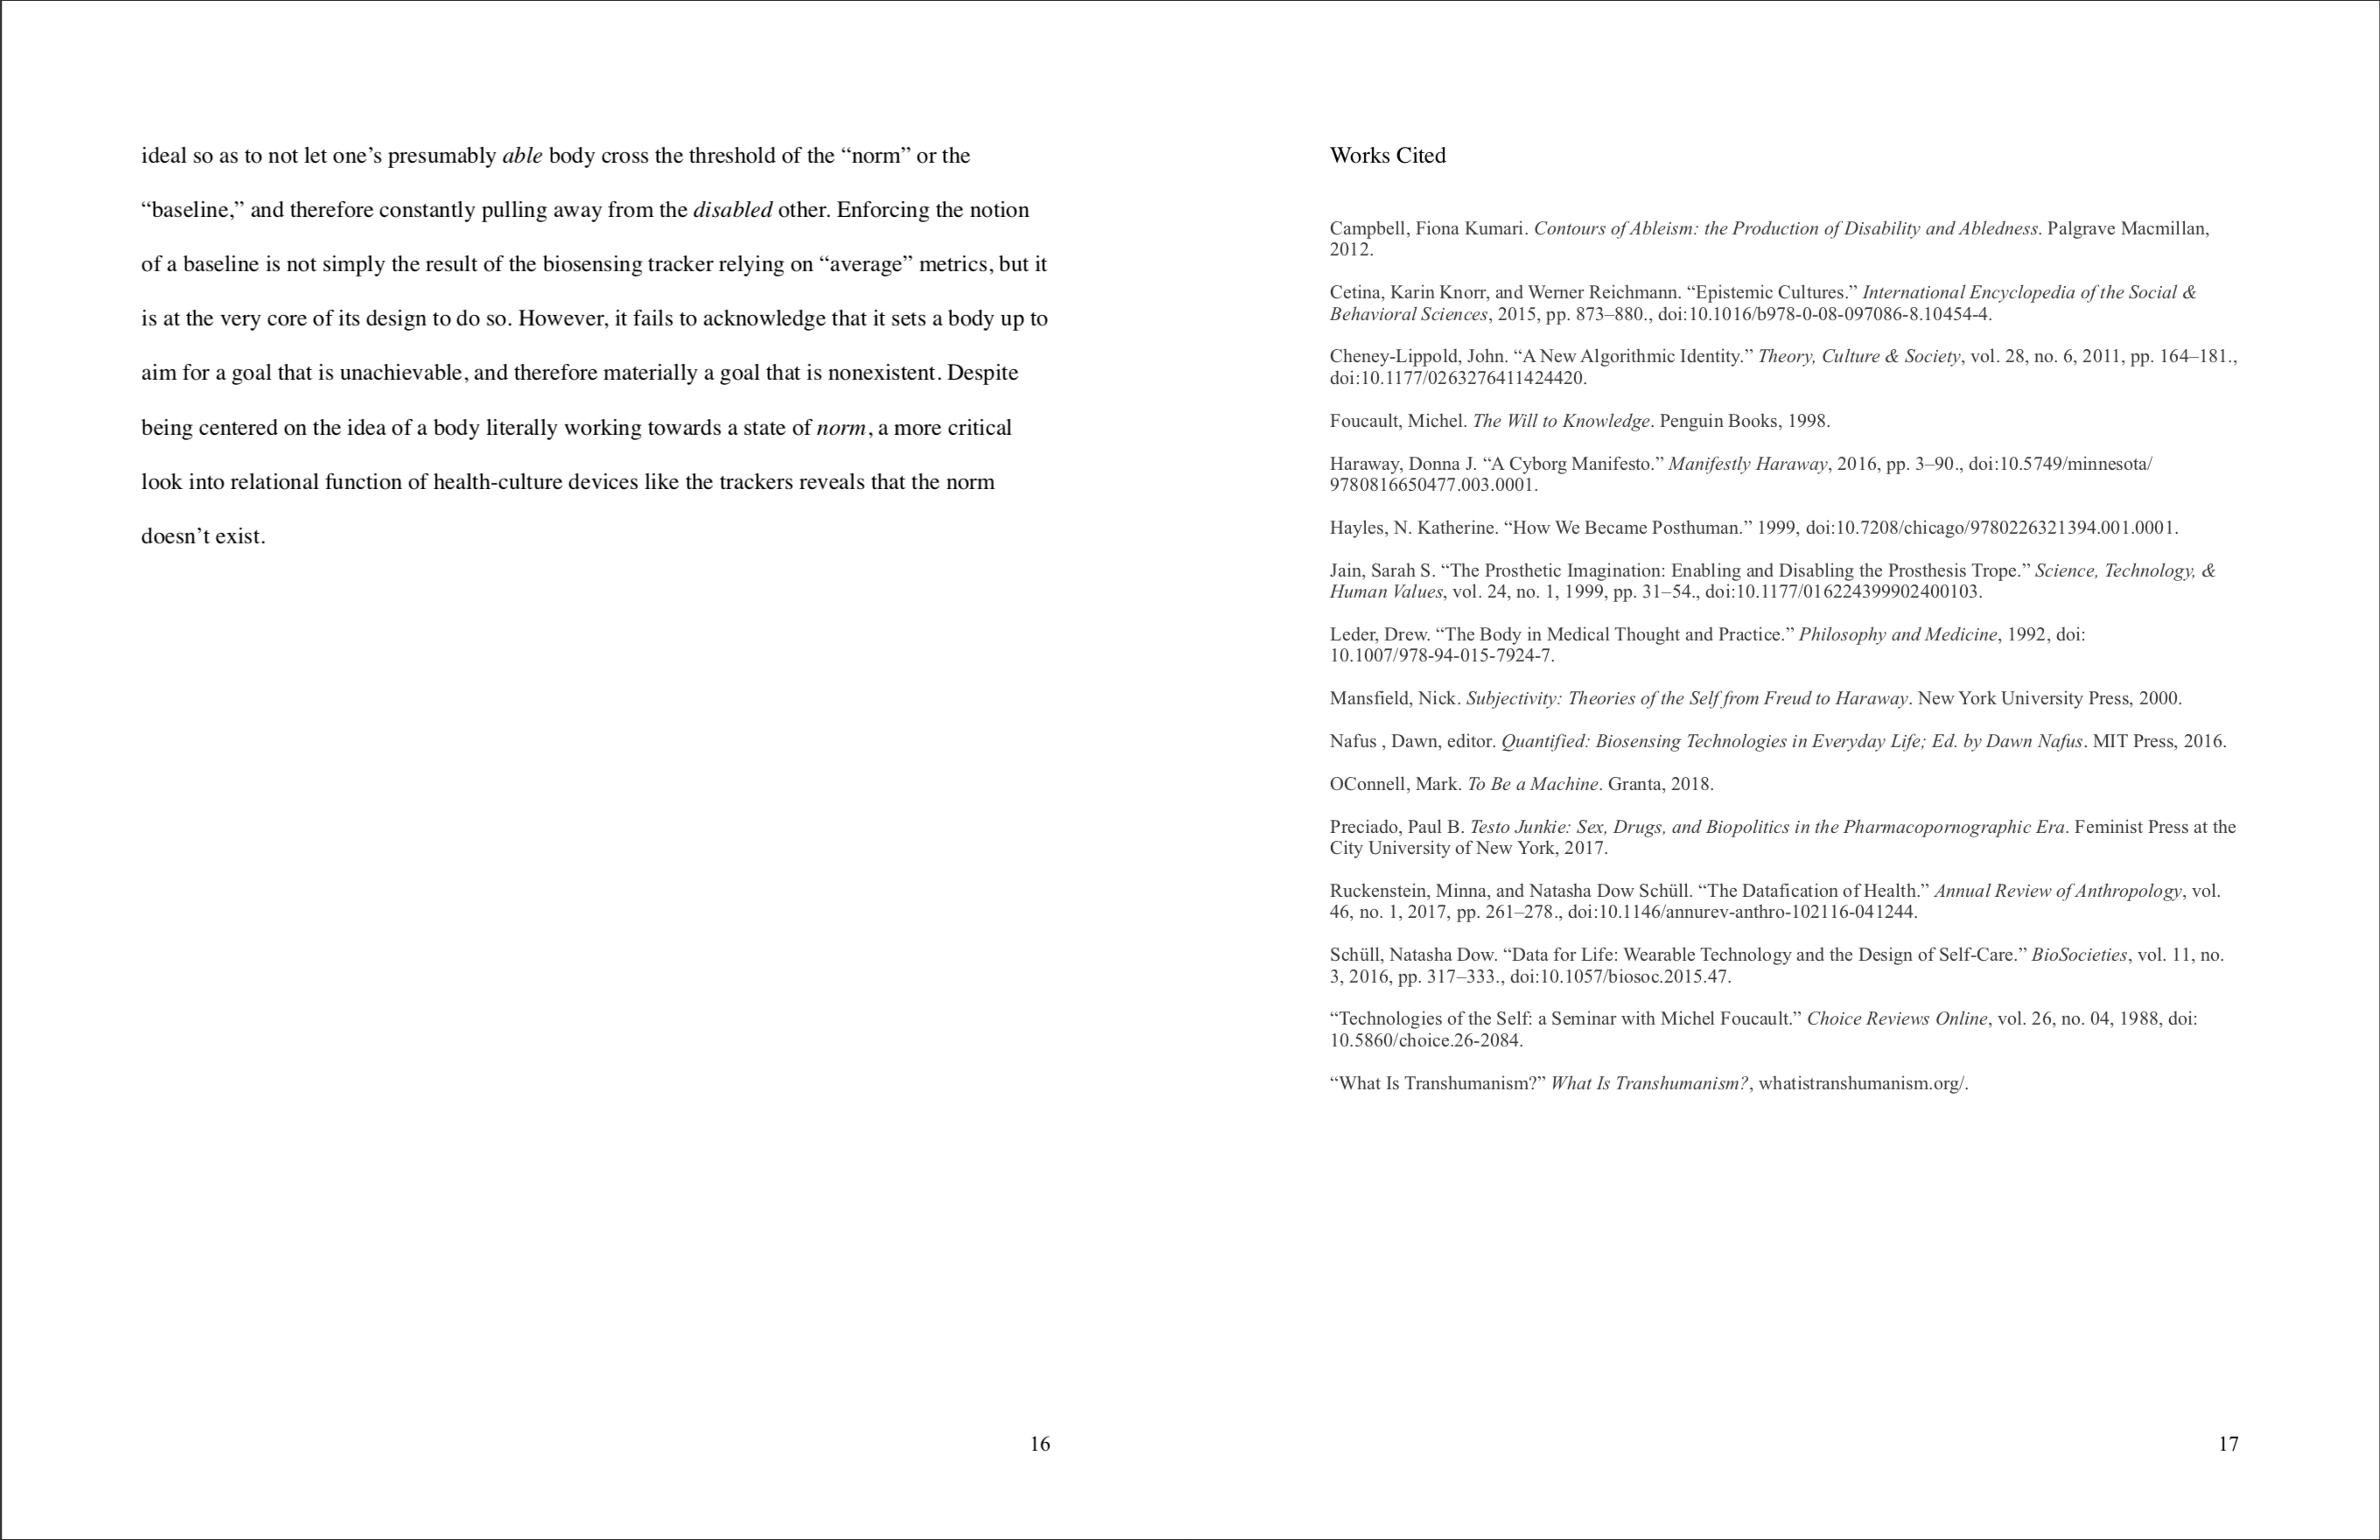 ideal so as to not let one’s presumably able body cross the threshold of the “norm” or the
“baseline,” and therefore constantly pulling away from the disabled other. Enforcing the notion
of a baseline is not simply the result of the biosensing tracker relying on “average” metrics, but it
is at the very core of its design to do so. However, it fails to acknowledge that it sets a body up to
aim for a goal that is unachievable, and therefore materially a goal that is nonexistent. Despite
being centered on the idea of a body literally working towards a state of norm, a more critical
look into relational function of health-culture devices like the trackers reveals that the norm
doesn’t exist.
16
Works Cited
Campbell, Fiona Kumari. Contours of Ableism: the Production of Disability and Abledness. Palgrave Macmillan,
2012.
Cetina, Karin Knorr, and Werner Reichmann. “Epistemic Cultures.” International Encyclopedia of the Social &
Behavioral Sciences, 2015, pp. 873–880., doi:10.1016/b978-0-08-097086-8.10454-4.
Cheney-Lippold, John. “A New Algorithmic Identity.” Theory, Culture & Society, vol. 28, no. 6, 2011, pp. 164–181.,
doi:10.1177/0263276411424420.
Foucault, Michel. The Will to Knowledge. Penguin Books, 1998.
Haraway, Donna J. “A Cyborg Manifesto.” Manifestly Haraway, 2016, pp. 3–90., doi:10.5749/minnesota/
9780816650477.003.0001.
Hayles, N. Katherine. “How We Became Posthuman.” 1999, doi:10.7208/chicago/9780226321394.001.0001.
Jain, Sarah S. “The Prosthetic Imagination: Enabling and Disabling the Prosthesis Trope.” Science, Technology, &
Human Values, vol. 24, no. 1, 1999, pp. 31–54., doi:10.1177/016224399902400103.
Leder, Drew. “The Body in Medical Thought and Practice.” Philosophy and Medicine, 1992, doi:
10.1007/978-94-015-7924-7.
Mansfield, Nick. Subjectivity: Theories of the Self from Freud to Haraway. New York University Press, 2000.
Nafus , Dawn, editor. Quantified: Biosensing Technologies in Everyday Life; Ed. by Dawn Nafus. MIT Press, 2016.
OConnell, Mark. To Be a Machine. Granta, 2018.
Preciado, Paul B. Testo Junkie: Sex, Drugs, and Biopolitics in the Pharmacopornographic Era. Feminist Press at the
City University of New York, 2017.
Ruckenstein, Minna, and Natasha Dow Schüll. “The Datafication of Health.” Annual Review of Anthropology, vol.
46, no. 1, 2017, pp. 261–278., doi:10.1146/annurev-anthro-102116-041244.
Schüll, Natasha Dow. “Data for Life: Wearable Technology and the Design of Self-Care.” BioSocieties, vol. 11, no.
3, 2016, pp. 317–333., doi:10.1057/biosoc.2015.47.
“Technologies of the Self: a Seminar with Michel Foucault.” Choice Reviews Online, vol. 26, no. 04, 1988, doi:
10.5860/choice.26-2084.
“What Is Transhumanism?” What Is Transhumanism?, whatistranshumanism.org/.
17